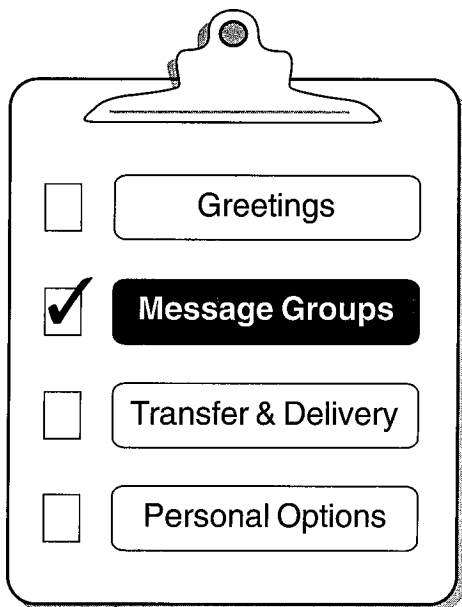 Greetings
Message Groups
Transfer & Delivery
Personal Options